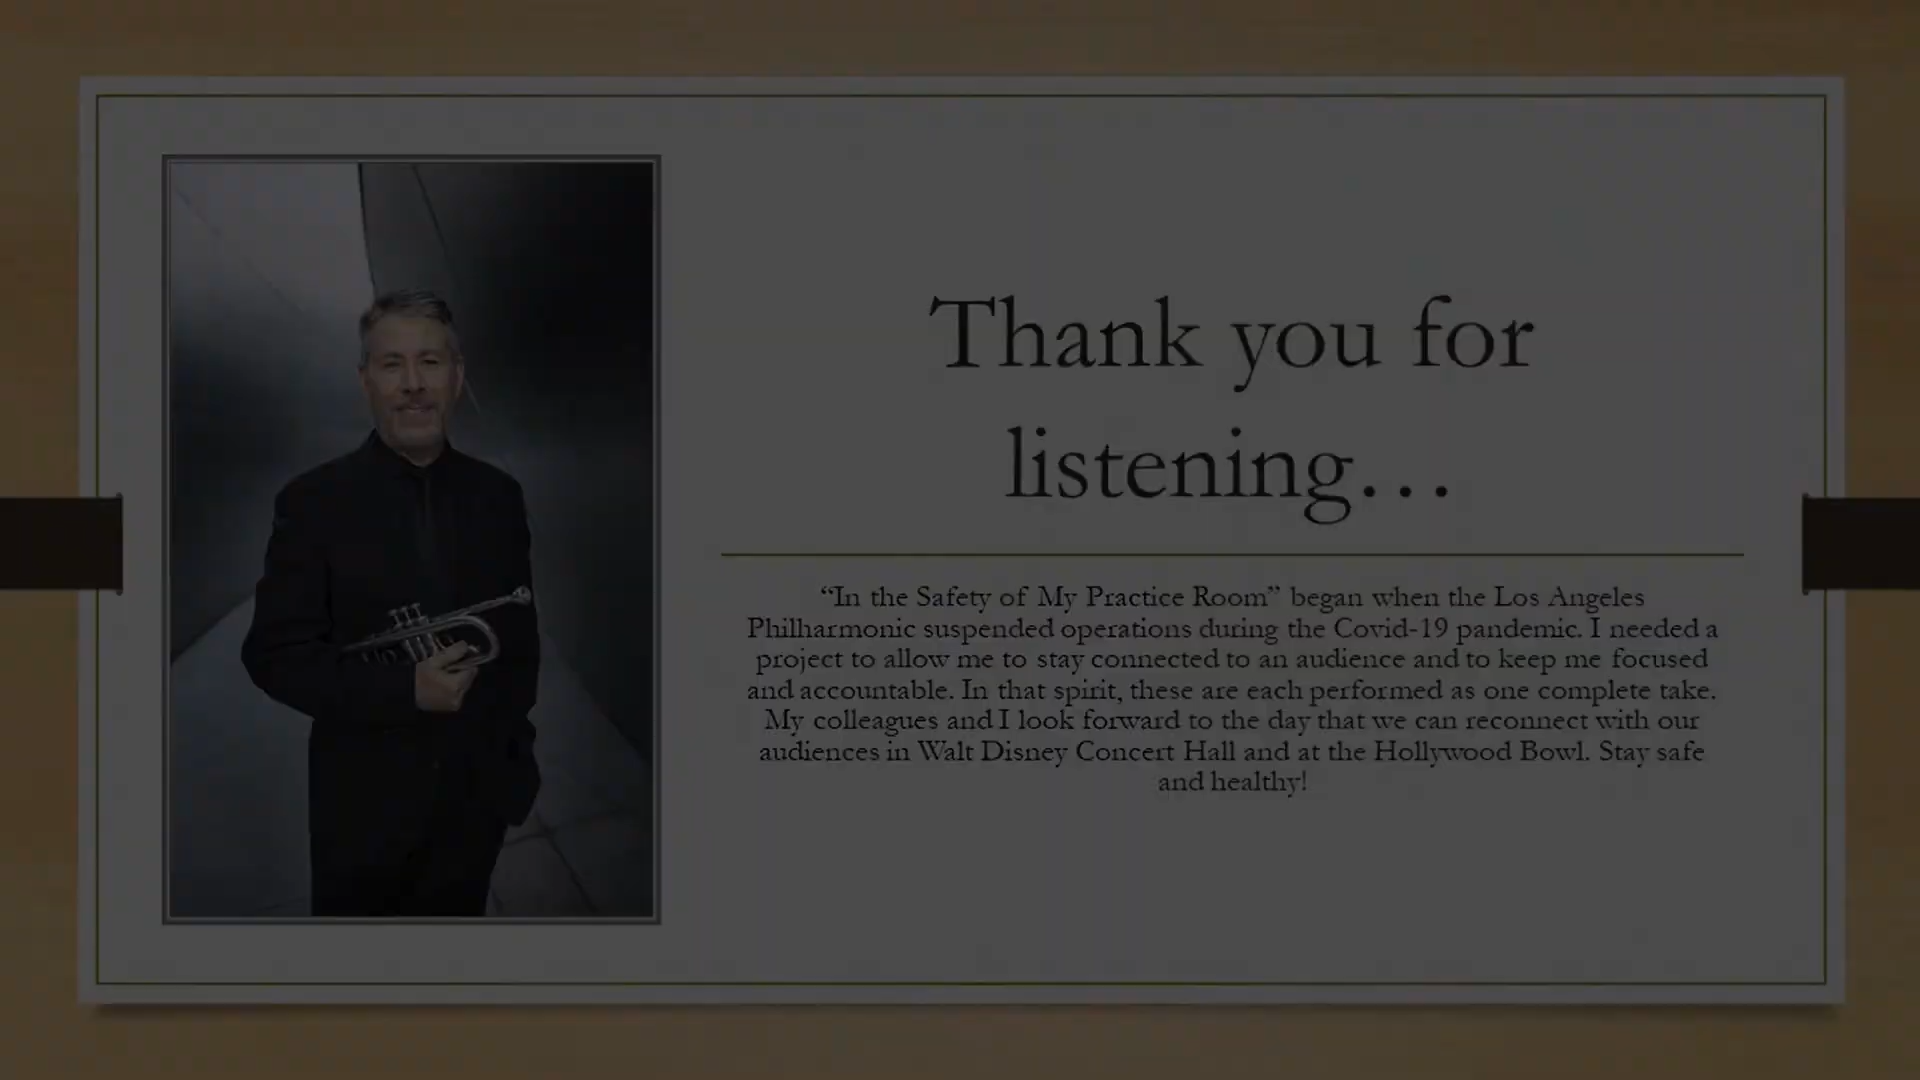 Thank you for
listening…
“In the Safety of My Practice Room” began when the Los Angeles
Philharmonic suspended operations during the Covid-19 pandemic. I needed a
project to allow me to stay connected to an audience and to keep me focused
and accountable. In that spirit, these are each performed as one complete take.
My colleagues and I look forward to the day that we can reconnect with our
audiences in Walt Disney Concert Hall and at the Hollywood Bowl. Stay safe
and healthy!